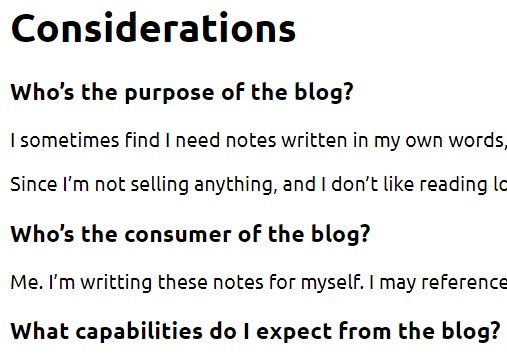 Considerations
Who's the purpose of the blog?
I sometimes find I need notes written in my own words,
Since I'm not selling anything, and I don't like reading lo
Who's the consumer of the blog?
Me. I'm writting these notes for myself. I may reference
What capabilities do I expect from the blog?